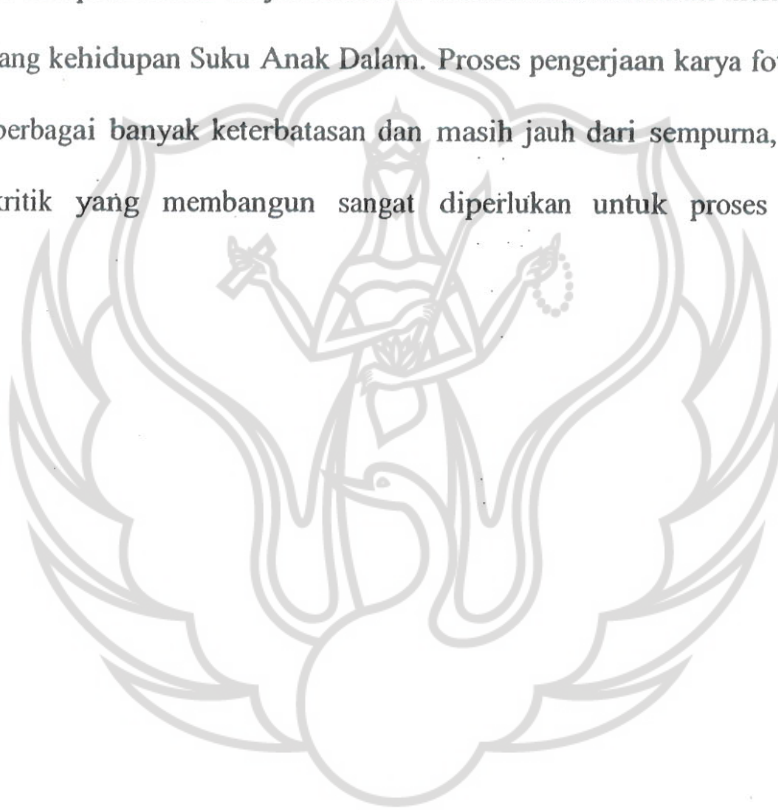 ang kehidupan Suku Anak Dalam. Proses pengerjaan karya fo
berbagai banyak keterbatasan dan masih jauh dari sempurna,
kritik yang membangun sangat diperlukan untuk proses